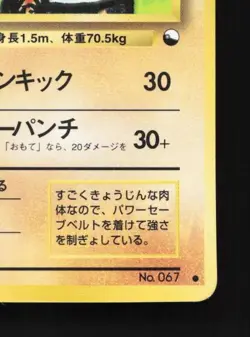 身長1.5m、体重70.5kg
ンキック 30
ーパンチ 30+
「おもて」なら、20ダメージを
る
すごくきょうじんな肉
体なので、パワーセー
ブベルトを着けて強さ
を制ぎょしている。
No. 067 ●